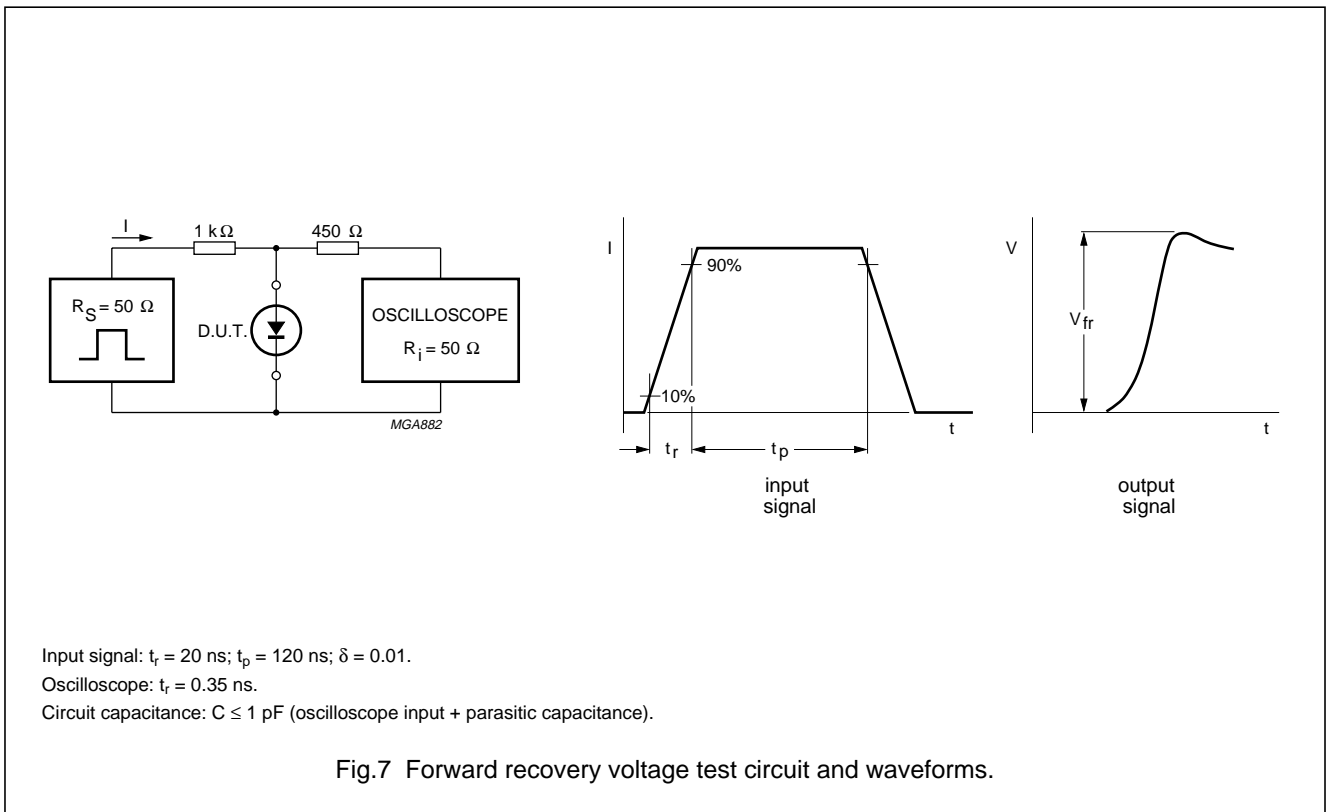 I
1 kΩ
450 Ω
R_S = 50 Ω
D.U.T.
OSCILLOSCOPE
R_i = 50 Ω
MGA882
I
90%
10%
t
t_r
t_p
input
signal
V
V_fr
t
output
signal
Input signal: t_r = 20 ns; t_p = 120 ns; δ = 0.01.
Oscilloscope: t_r = 0.35 ns.
Circuit capacitance: C ≤ 1 pF (oscilloscope input + parasitic capacitance).
Fig.7 Forward recovery voltage test circuit and waveforms.